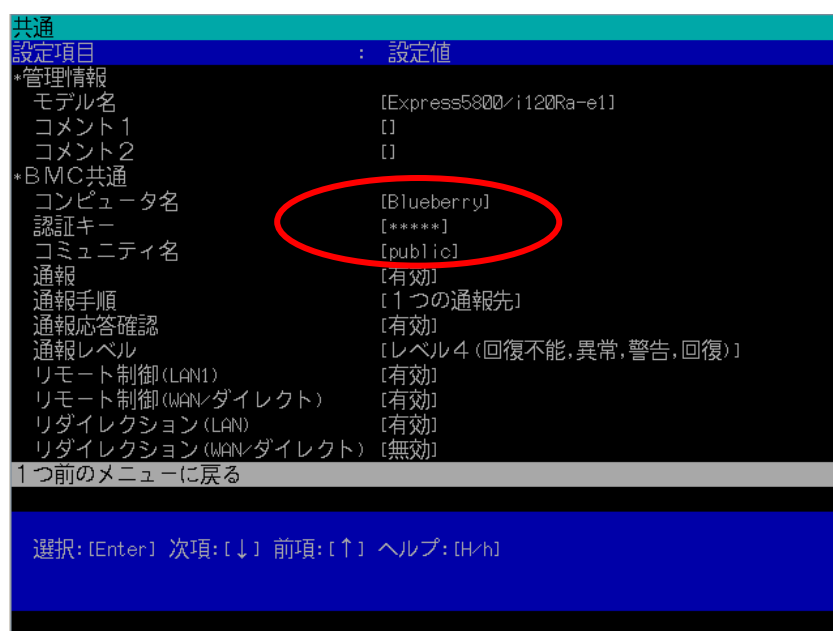 共通
設定項目 : 設定値
*管理情報
モデル名 [Express5800/i120Ra-e1]
コメント1 []
コメント2 []
*BMC共通
コンピュータ名 [Blueberry]
認証キー [*****]
コミュニティ名 [public]
通報 [有効]
通報手順 [1つの通報先]
通報応答確認 [有効]
通報レベル [レベル4(回復不能,異常,警告,回復)]
リモート制御(LAN1) [有効]
リモート制御(WAN/ダイレクト) [有効]
リダイレクション(LAN) [有効]
リダイレクション(WAN/ダイレクト) [無効]
1つ前のメニューに戻る
選択:[Enter] 次項:[↓] 前項:[↑] ヘルプ:[H/h]